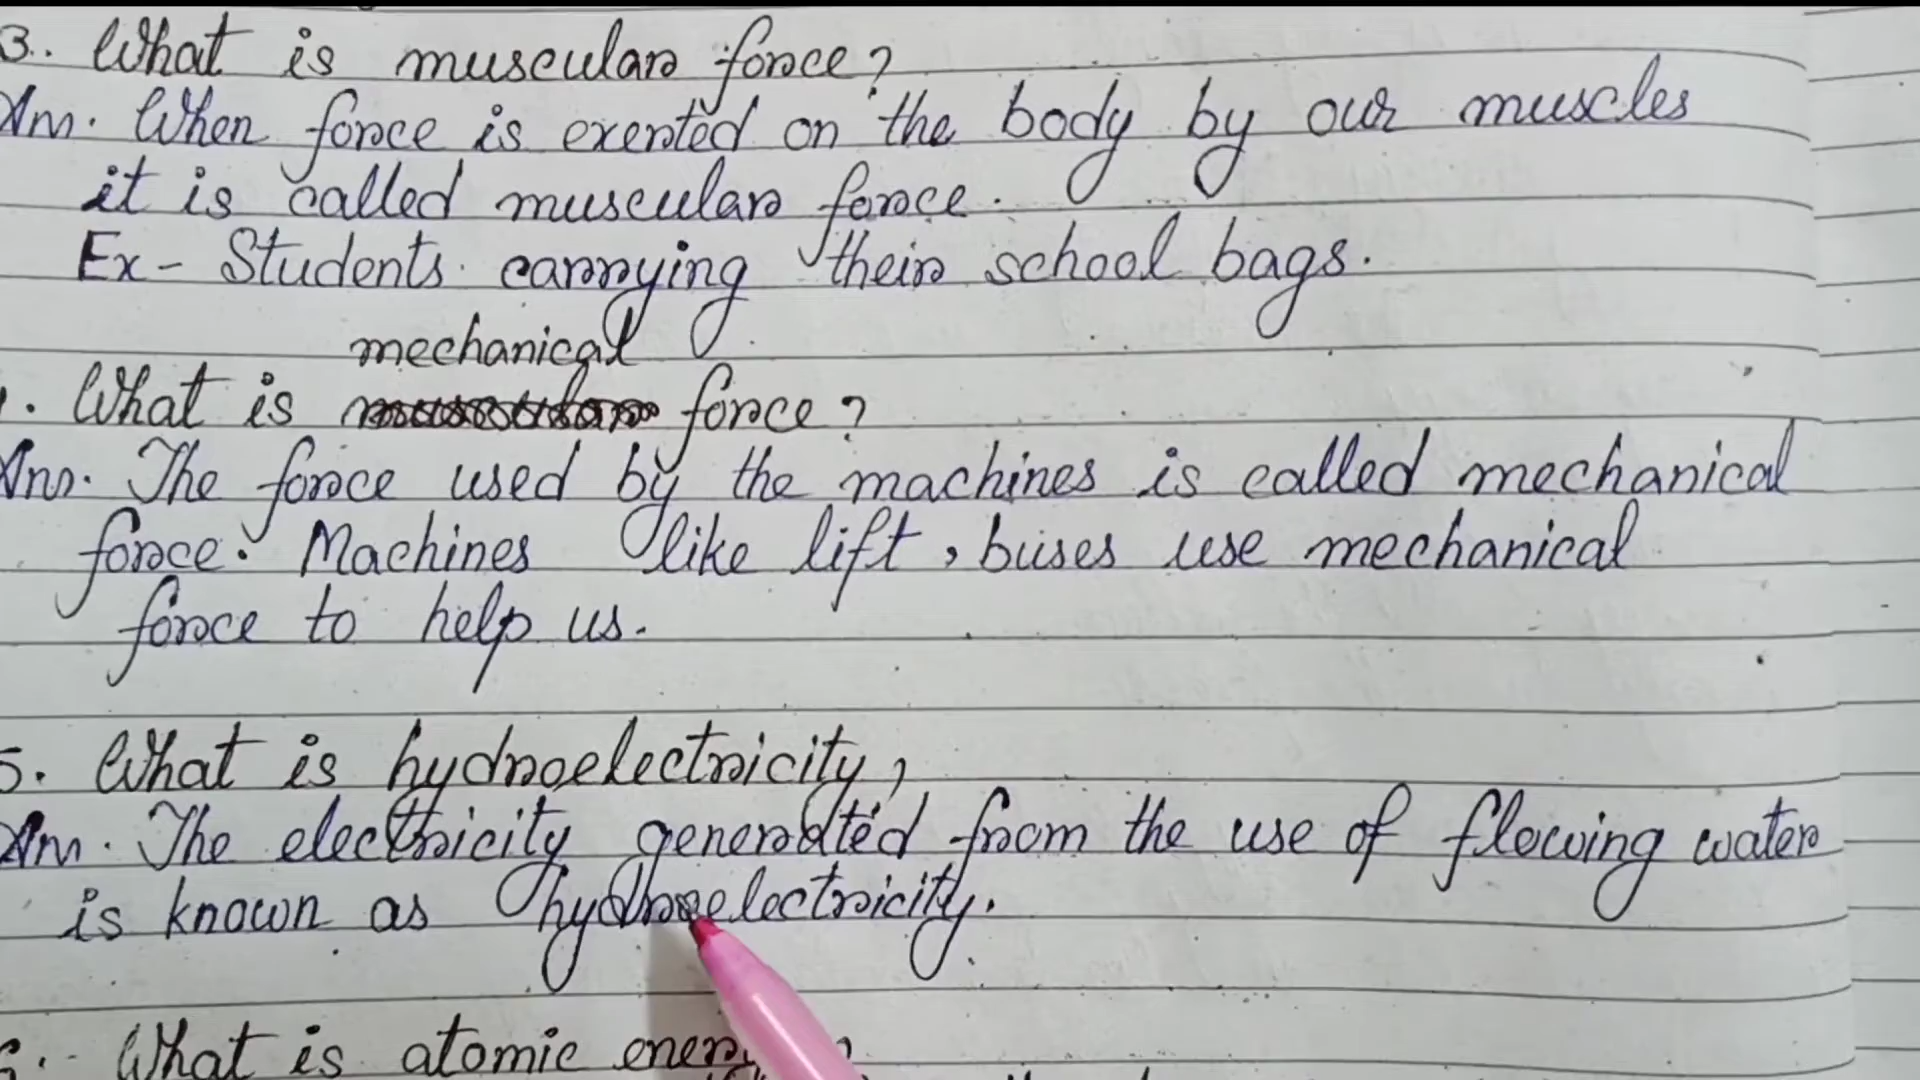 3. What is muscular force?
Ans. When force is exerted on the body by our muscles
it is called muscular force.
Ex - Students carrying their school bags.
mechanical
. What is muscular force?
Ans. The force used by the machines is called mechanical
force. Machines like lift, buses use mechanical
force to help us.
5. What is hydroelectricity,
Ans. The electricity generated from the use of flowing water
is known as hydroelectricity.
6. What is atomic energy?